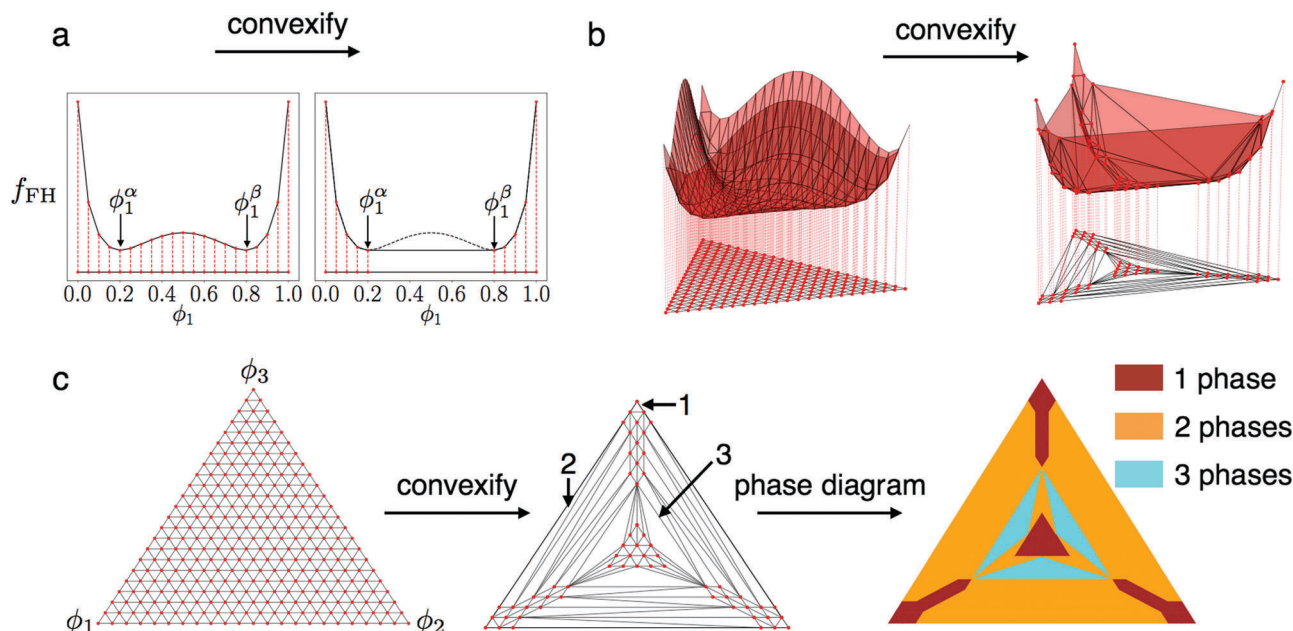 a
convexify
f_FH
ϕ_1^α
ϕ_1^β
ϕ_1^α
ϕ_1^β
0.0 0.2 0.4 0.6 0.8 1.0
ϕ_1
0.0 0.2 0.4 0.6 0.8 1.0
ϕ_1
b
convexify
c
ϕ_3
ϕ_1
ϕ_2
convexify
1
2
3
phase diagram
1 phase
2 phases
3 phases